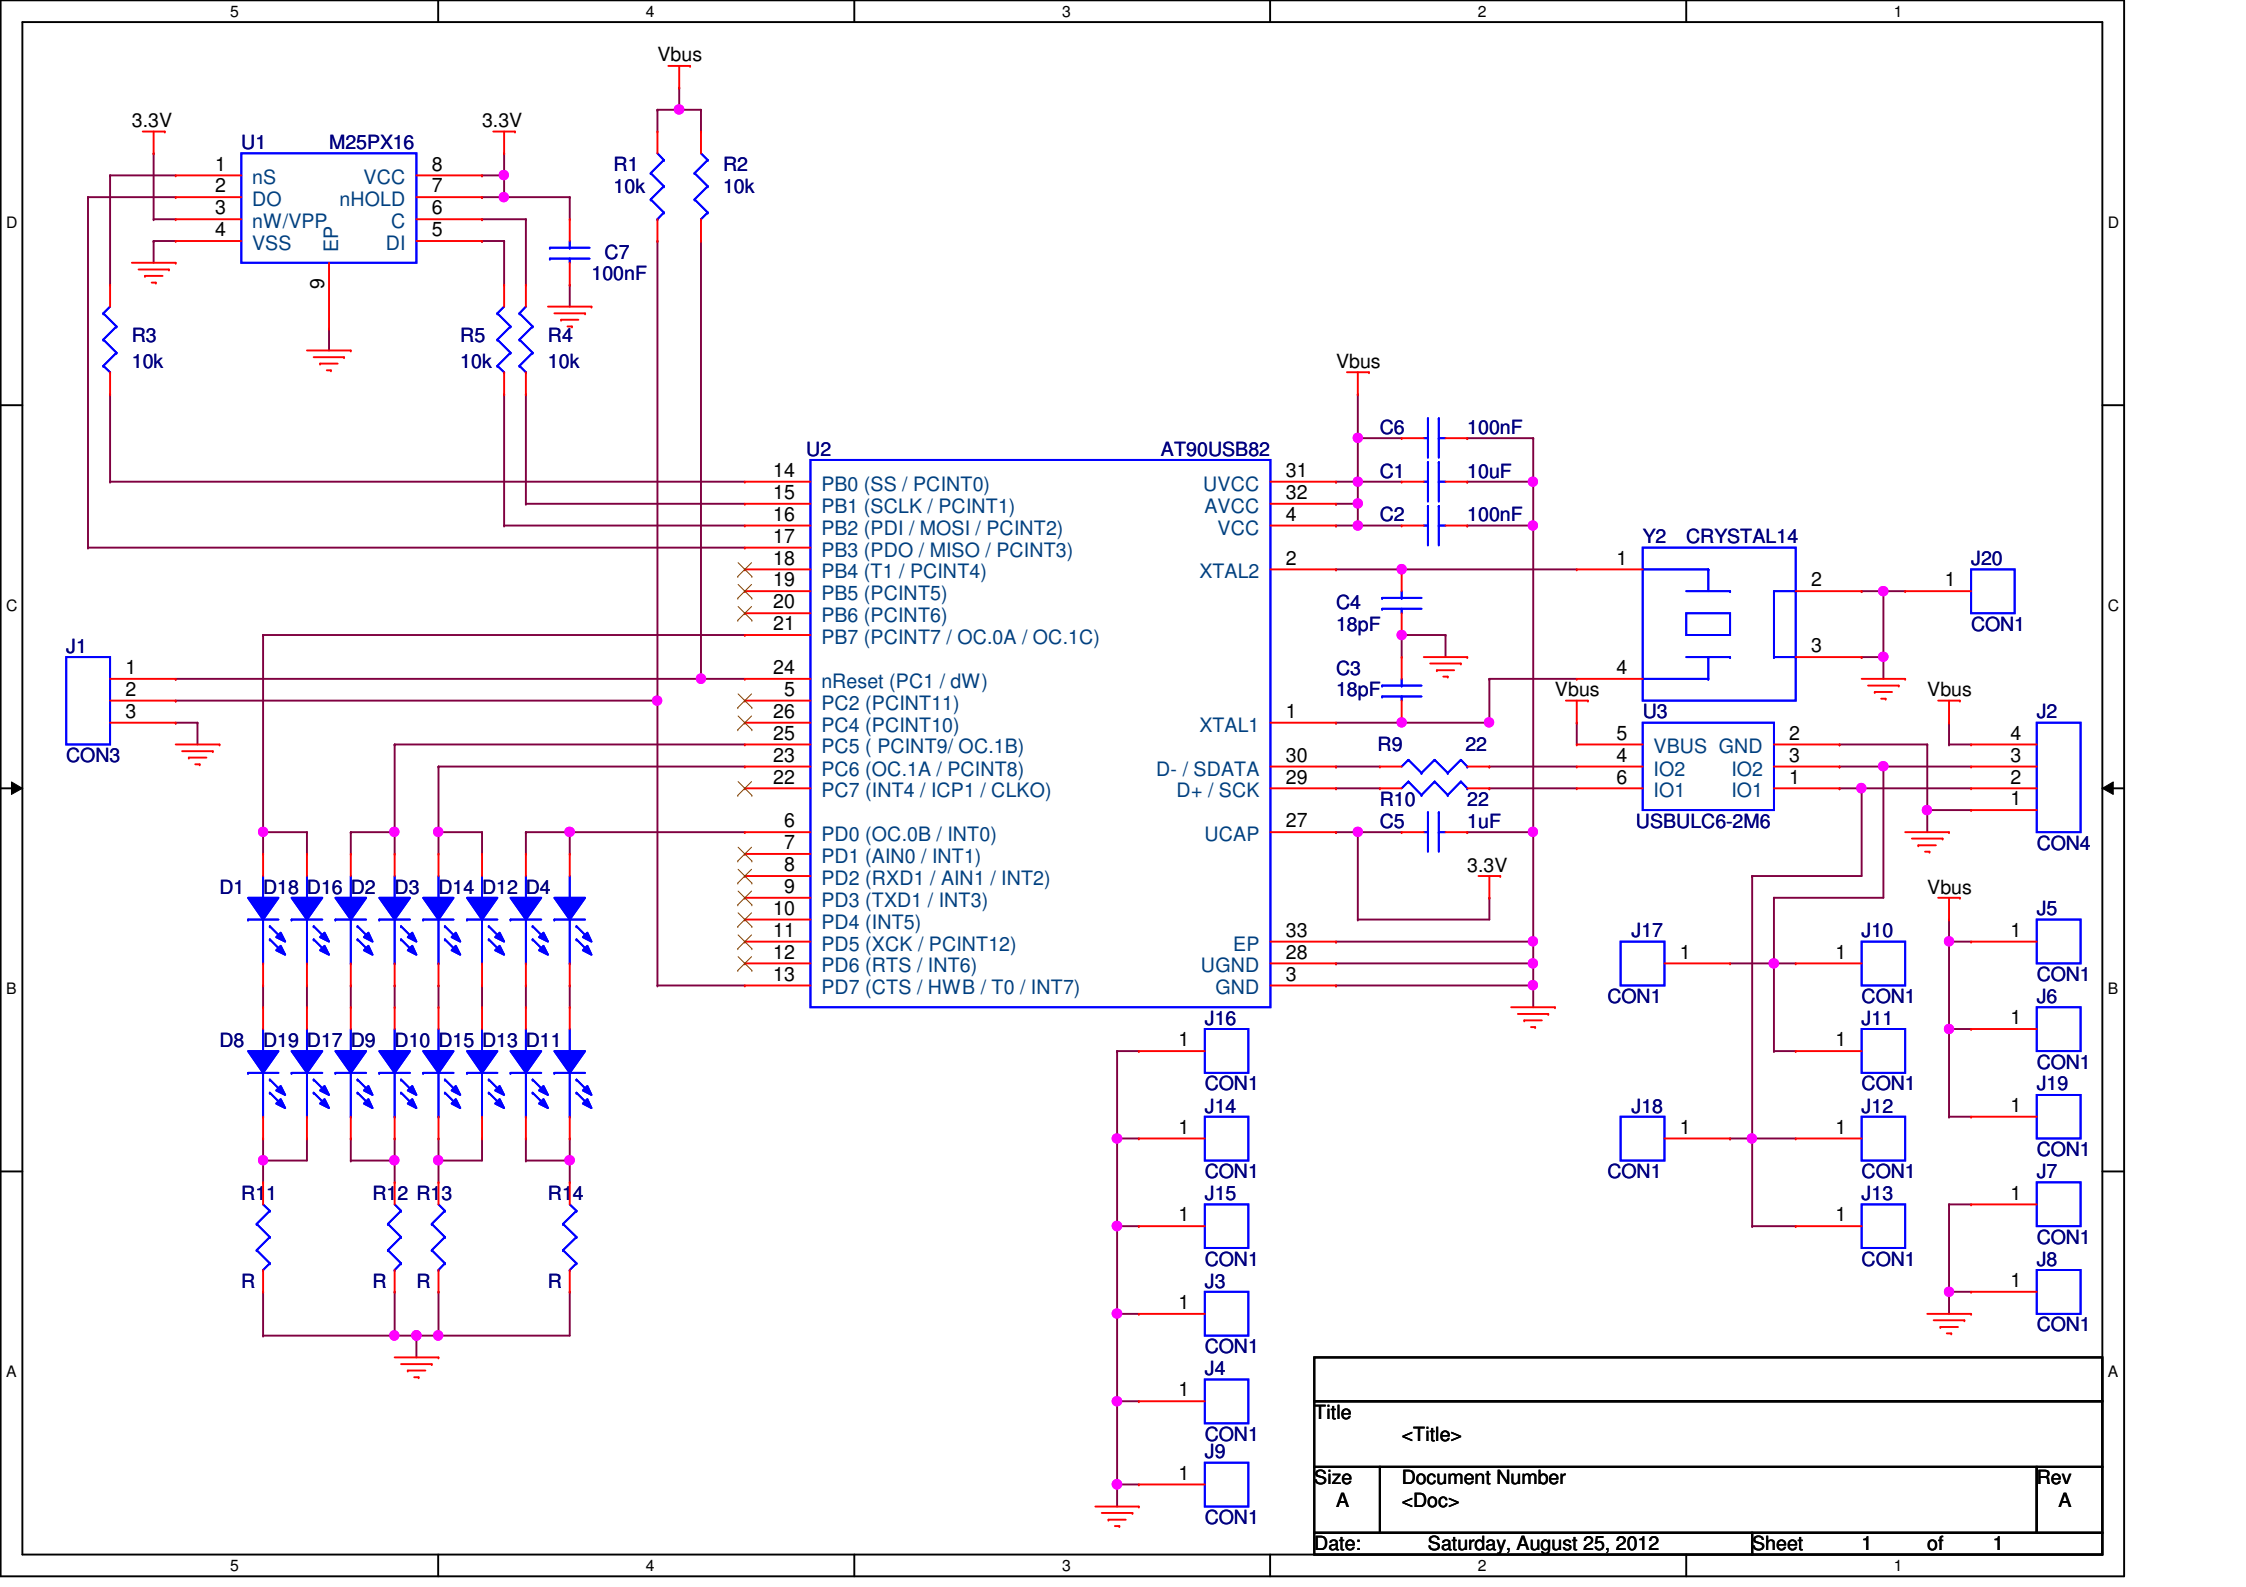 5 4 3 2 1
Vbus
3.3V 3.3V
U1 M25PX16
1 nS VCC 8
2 DO nHOLD 7
3 nW/VPP C 6
4 VSS EP DI 5
9
R1 10k
R2 10k
C7 100nF
R3 10k
R5 10k
R4 10k
D D
Vbus
C6 100nF
C1 10uF
C2 100nF
U2 AT90USB82
14 PB0 (SS / PCINT0)
15 PB1 (SCLK / PCINT1)
16 PB2 (PDI / MOSI / PCINT2)
17 PB3 (PDO / MISO / PCINT3)
18 PB4 (T1 / PCINT4)
19 PB5 (PCINT5)
20 PB6 (PCINT6)
21 PB7 (PCINT7 / OC.0A / OC.1C)
24 nReset (PC1 / dW)
5 PC2 (PCINT11)
26 PC4 (PCINT10)
25 PC5 ( PCINT9/ OC.1B)
23 PC6 (OC.1A / PCINT8)
22 PC7 (INT4 / ICP1 / CLKO)
6 PD0 (OC.0B / INT0)
7 PD1 (AIN0 / INT1)
8 PD2 (RXD1 / AIN1 / INT2)
9 PD3 (TXD1 / INT3)
10 PD4 (INT5)
11 PD5 (XCK / PCINT12)
12 PD6 (RTS / INT6)
13 PD7 (CTS / HWB / T0 / INT7)
UVCC 31
AVCC 32
VCC 4
XTAL2 2
XTAL1 1
D- / SDATA 30
D+ / SCK 29
UCAP 27
EP 33
UGND 28
GND 3
C C
C4 18pF
C3 18pF
R9 22
R10 22
C5 1uF
3.3V
Y2 CRYSTAL14
1 2
4 3
J20
1
CON1
Vbus
U3
5 VBUS GND 2
4 IO2 IO2 3
6 IO1 IO1 1
USBULC6-2M6
Vbus
J2
4
3
2
1
CON4
J1
1
2
3
CON3
D1 D18 D16 D2 D3 D14 D12 D4
D8 D19 D17 D9 D10 D15 D13 D11
R11 R12 R13 R14
R R R R
B B
J16
1
CON1
J14
1
CON1
J15
1
CON1
J3
1
CON1
J4
1
CON1
J9
1
CON1
J17
1
CON1
J18
1
CON1
J10
1
CON1
J11
1
CON1
J12
1
CON1
J13
1
CON1
Vbus
J5
1
CON1
J6
1
CON1
J19
1
CON1
J7
1
CON1
J8
1
CON1
A A
Title
<Title>
Size Document Number Rev
A <Doc> A
Date: Saturday, August 25, 2012 Sheet 1 of 1
5 4 3 2 1